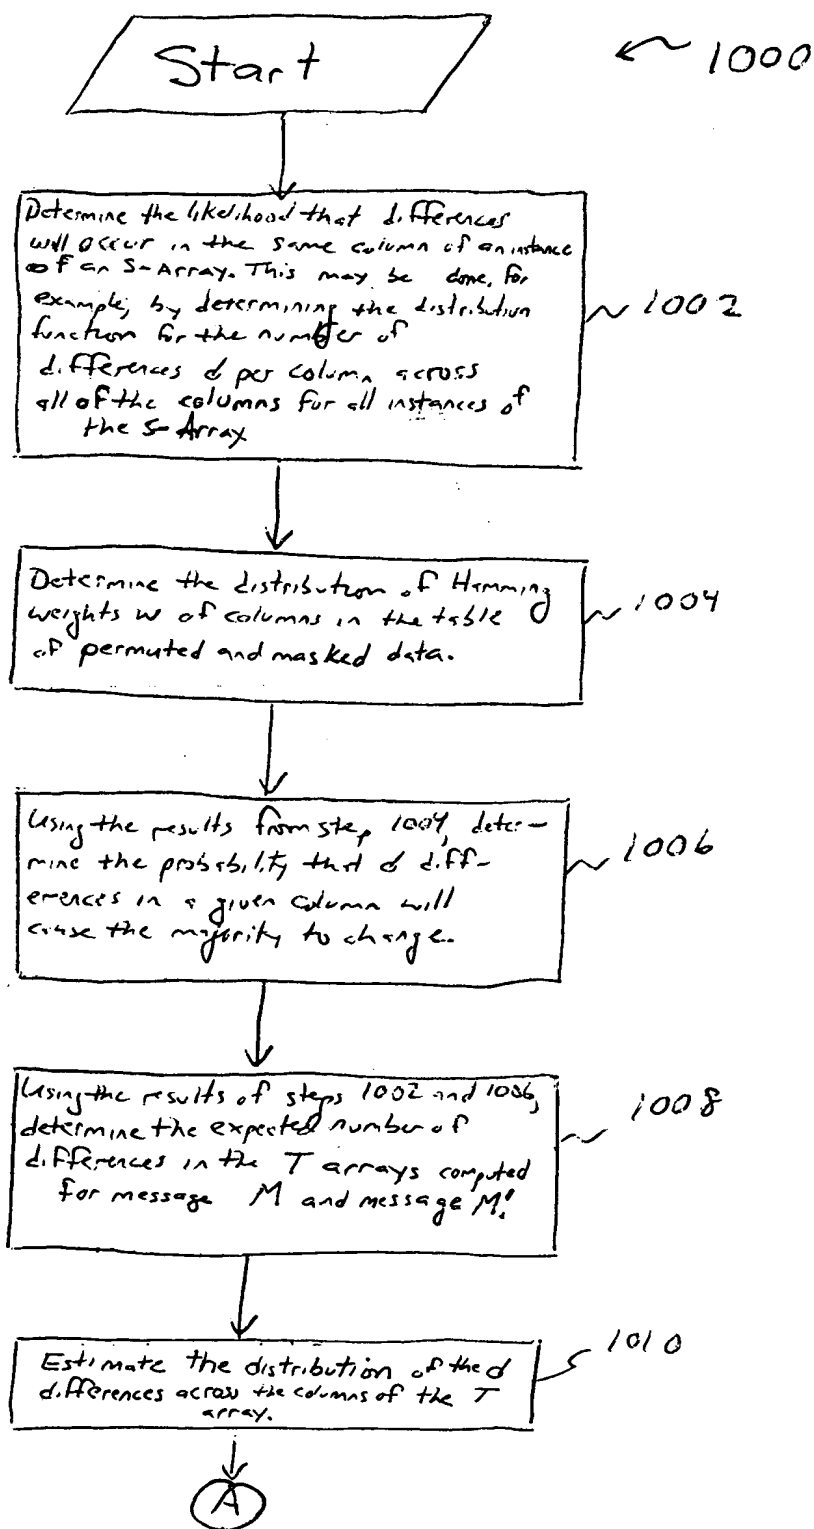 Start
1000
Determine the likelihood that differences
will occur in the same column of an instance
of an S-Array. This may be done, for
example, by determining the distribution
function for the number of
differences d per column across
all of the columns for all instances of
the S-Array
1002
Determine the distribution of Hamming
weights w of columns in the table
of permuted and masked data.
1004
Using the results from step 1004, deter-
mine the probability that d diff-
erences in a given column will
cause the majority to change.
1006
Using the results of steps 1002 and 1006,
determine the expected number of
differences in the T arrays computed
for message M and message M'.
1008
Estimate the distribution of the d
differences across the columns of the T
array.
1010
A